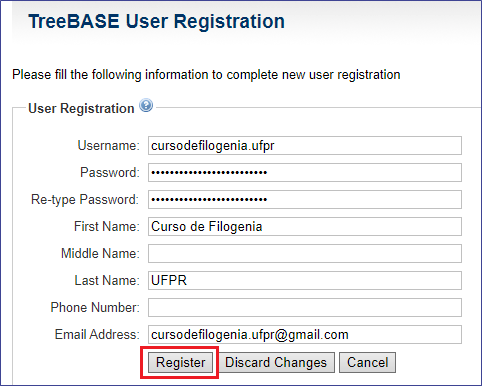 TreeBASE User Registration
Please fill the following information to complete new user registration
User Registration
Username: cursodefilogenia.ufpr
Password: •••••••••••••••••••••••••
Re-type Password: •••••••••••••••••••••••••
First Name: Curso de Filogenia
Middle Name:
Last Name: UFPR
Phone Number:
Email Address: cursodefilogenia.ufpr@gmail.com
Register Discard Changes Cancel